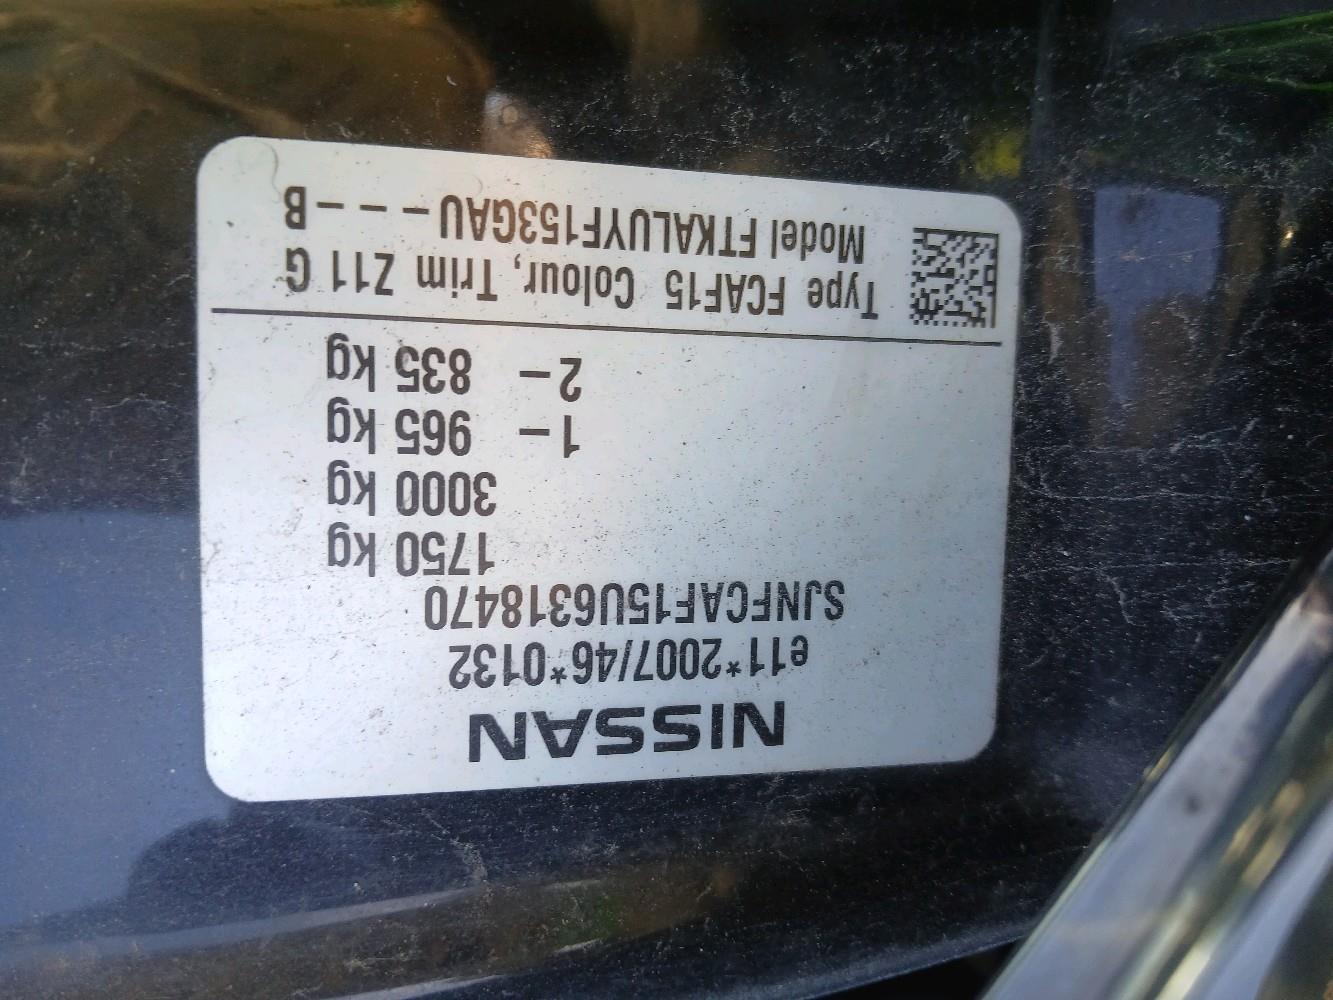 NISSAN
e11*2007/46*0132
SJNFCAF15U6318470
1750 kg
3000 kg
1– 965 kg
2– 835 kg
Type FCAF15 Colour, Trim Z11 G
Model FTKALUYF153GAU - - - -B